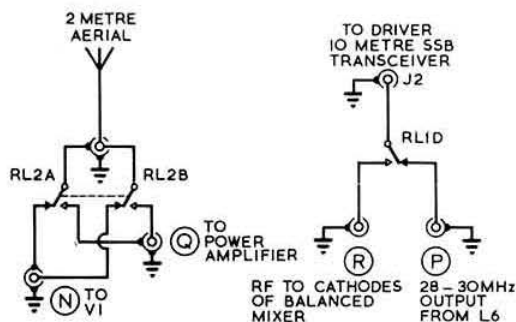 2 METRE
AERIAL
RL2A
RL2B
Q
TO
POWER
AMPLIFIER
N
TO
V1
TO DRIVER
10 METRE SSB
TRANSCEIVER
J2
RL1D
R
P
RF TO CATHODES
OF BALANCED
MIXER
28-30MHz
OUTPUT
FROM L6